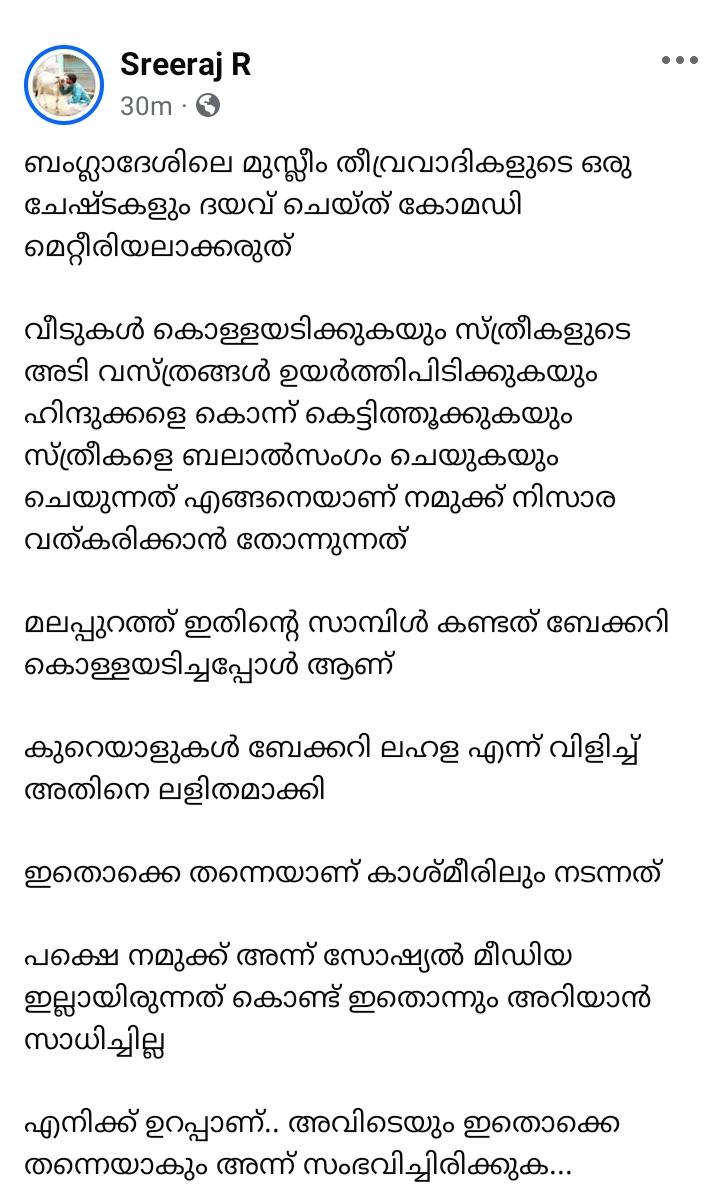 Sreeraj R
30m ·
ബംഗ്ലാദേശിലെ മുസ്ലീം തീവ്രവാദികളുടെ ഒരു
ചേഷ്ടകളും ദയവ് ചെയ്ത് കോമഡി
മെറ്റീരിയലാക്കരുത്
വീടുകൾ കൊള്ളയടിക്കുകയും സ്ത്രീകളുടെ
അടി വസ്ത്രങ്ങൾ ഉയർത്തിപിടിക്കുകയും
ഹിന്ദുക്കളെ കൊന്ന് കെട്ടിത്തൂക്കുകയും
സ്ത്രീകളെ ബലാൽസംഗം ചെയുകയും
ചെയുന്നത് എങ്ങനെയാണ് നമുക്ക് നിസാര
വത്കരിക്കാൻ തോന്നുന്നത്
മലപ്പുറത്ത് ഇതിന്റെ സാമ്പിൾ കണ്ടത് ബേക്കറി
കൊള്ളയടിച്ചപ്പോൾ ആണ്
കുറെയാളുകൾ ബേക്കറി ലഹള എന്ന് വിളിച്ച്
അതിനെ ലളിതമാക്കി
ഇതൊക്കെ തന്നെയാണ് കാശ്മീരിലും നടന്നത്
പക്ഷെ നമുക്ക് അന്ന് സോഷ്യൽ മീഡിയ
ഇല്ലായിരുന്നത് കൊണ്ട് ഇതൊന്നും അറിയാൻ
സാധിച്ചില്ല
എനിക്ക് ഉറപ്പാണ്.. അവിടെയും ഇതൊക്കെ
തന്നെയാകും അന്ന് സംഭവിച്ചിരിക്കുക...